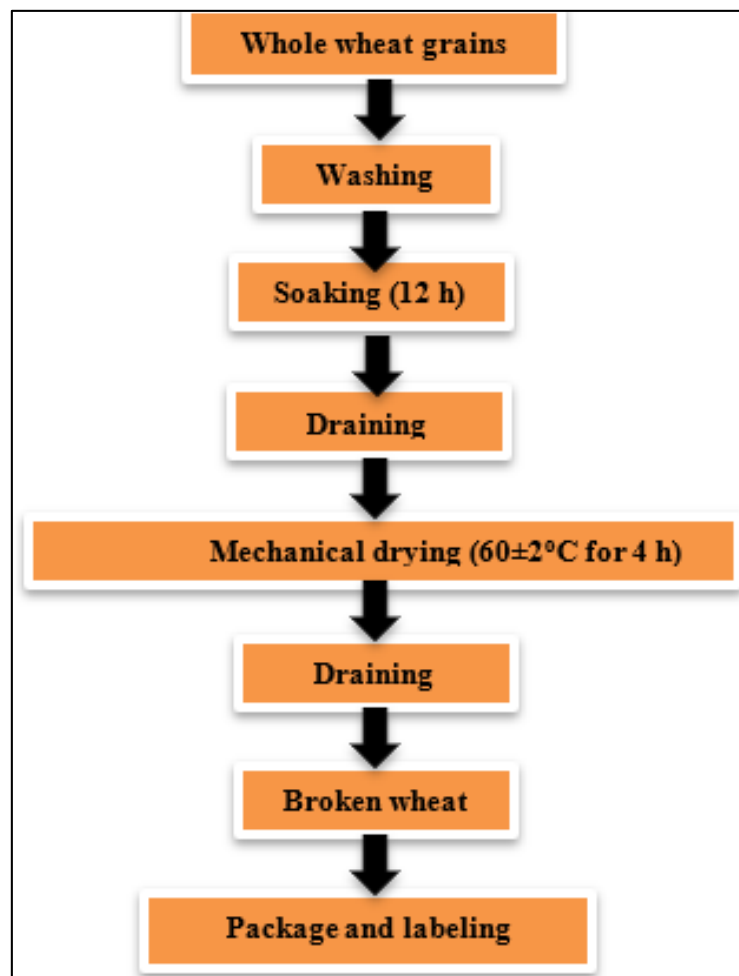 Whole wheat grains
Washing
Soaking (12 h)
Draining
Mechanical drying (60±2°C for 4 h)
Draining
Broken wheat
Package and labeling